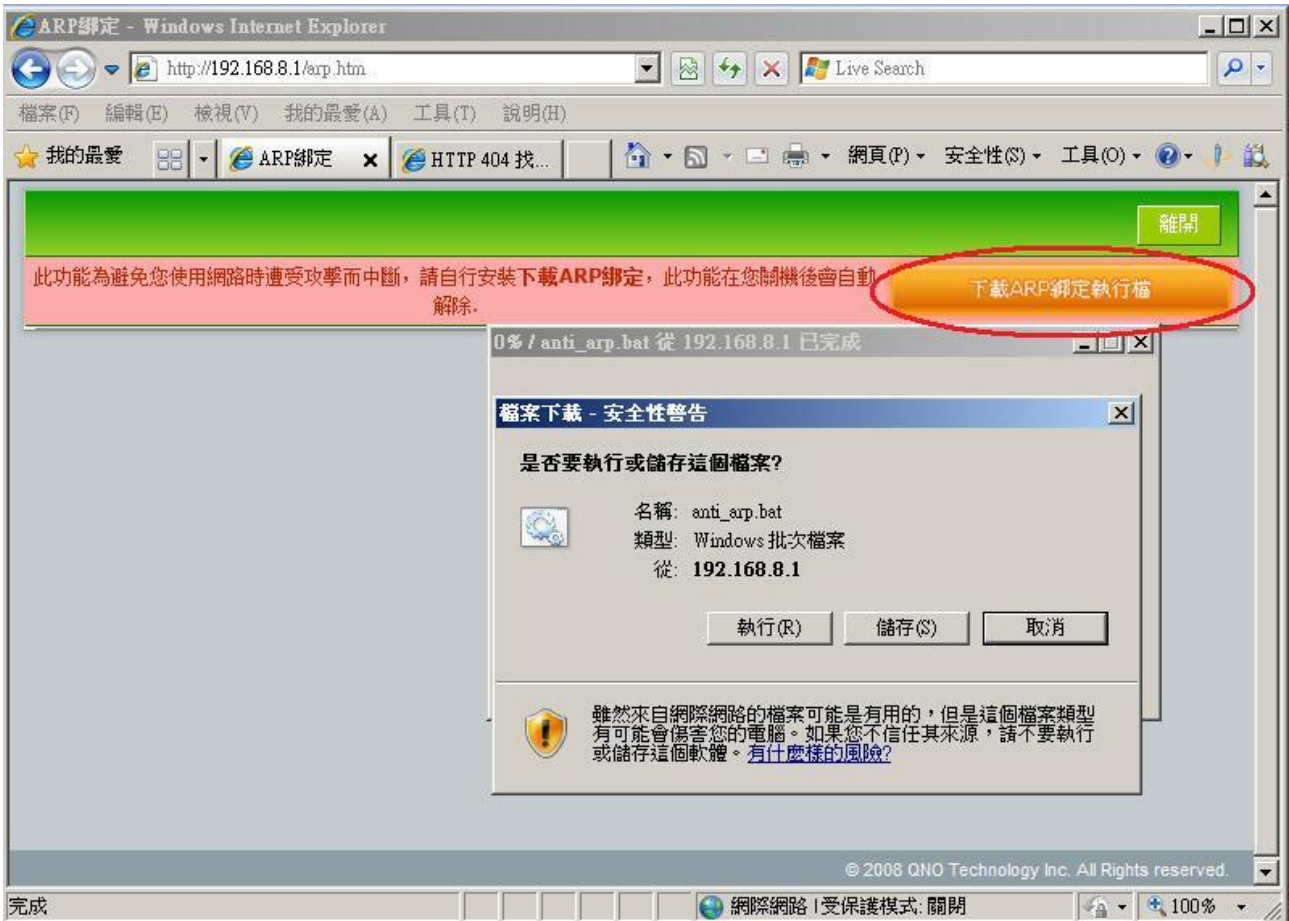 ARP綁定 - Windows Internet Explorer
http://192.168.8.1/arp.htm
Live Search
檔案(F) 編輯(E) 檢視(V) 我的最愛(A) 工具(T) 說明(H)
我的最愛 ARP綁定 HTTP 404 找... 網頁(P) 安全性(S) 工具(O)
離開
此功能為避免您使用網路時遭受攻擊而中斷，請自行安裝下載ARP綁定，此功能在您關機後會自動
解除.
下載ARP綁定執行檔
0% / anti_arp.bat 從 192.168.8.1 已完成
檔案下載 - 安全性警告
是否要執行或儲存這個檔案?
名稱: anti_arp.bat
類型: Windows 批次檔案
從: 192.168.8.1
執行(R) 儲存(S) 取消
雖然來自網際網路的檔案可能是有用的，但是這個檔案類型
有可能會傷害您的電腦。如果您不信任其來源，請不要執行
或儲存這個軟體。有什麼樣的風險?
© 2008 QNO Technology Inc. All Rights reserved.
完成 網際網路 | 受保護模式: 關閉 100%